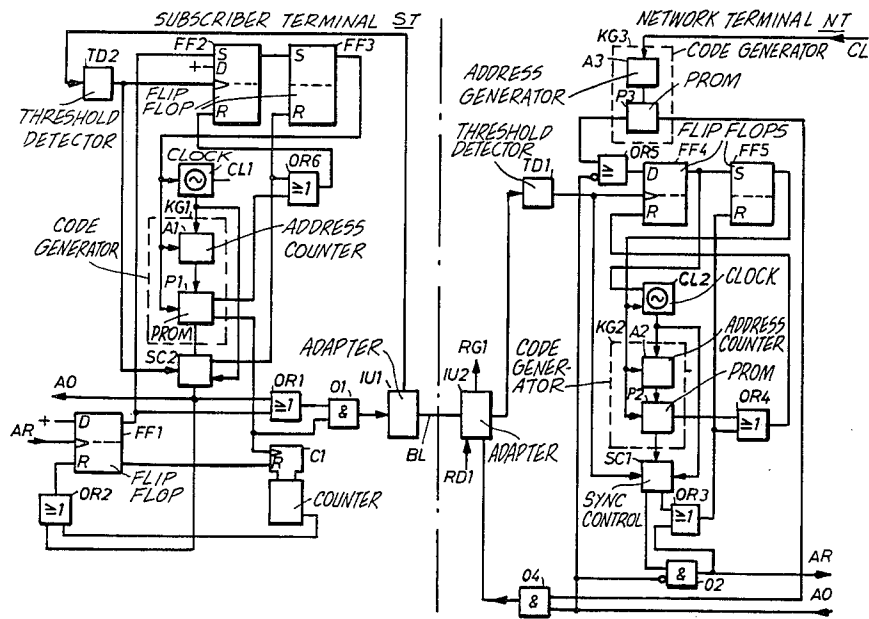 SUBSCRIBER TERMINAL ST
NETWORK TERMINAL NT
TD2
FF2
S
+
D
R
FF3
S
R
THRESHOLD
DETECTOR
FLIP
FLOP
CLOCK
CL1
OR6
≥1
KG1
CODE
GENERATOR
A1
ADDRESS
COUNTER
P1
PROM
SC2
AO
AR
+
D
R
FF1
FLIP
FLOP
OR2
≥1
OR1
≥1
O1
&
R
C1
COUNTER
ADAPTER
IU1
BL
RG1
IU2
RD1
ADAPTER
KG3
CODE
GENERATOR
CL
A3
ADDRESS
GENERATOR
P3
PROM
THRESHOLD
DETECTOR
TD1
OR5
≥
FLIP FLOPS
FF4
D
R
FF5
S
R
CL2
CLOCK
KG2
A2
ADDRESS
COUNTER
CODE
GENER-
ATOR
P2
PROM
OR4
≥1
SC1
SYNC
CONTROL
OR3
≥1
&
O2
AR
O4
&
AO